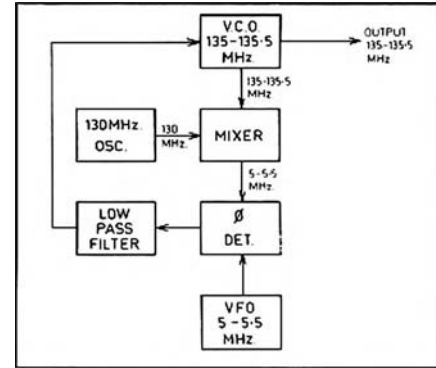 V.C.O.
135-135·5
MHz.
OUTPUT
135-135·5
MHz
135-135·5
MHz.
130MHz.
OSC.
130
MHz.
MIXER
5-5·5
MHz.
LOW
PASS
FILTER
Ø
DET.
VFO
5-5·5
MHz.